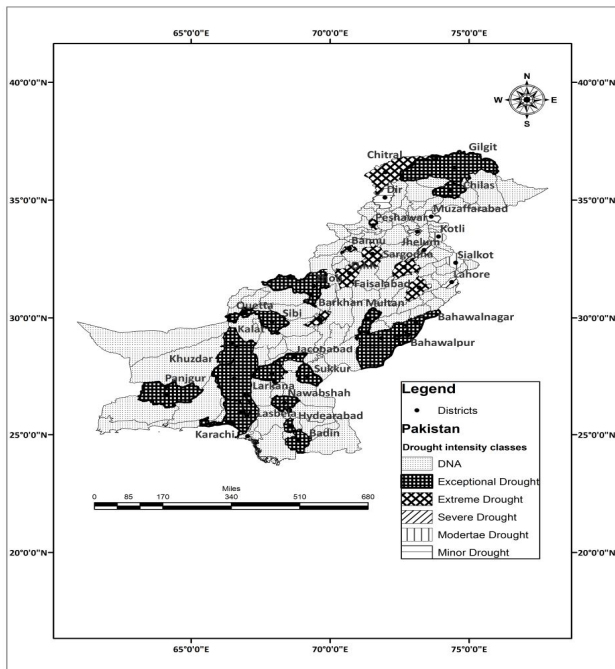 65°0'0"E 70°0'0"E 75°0'0"E
40°0'0"N
35°0'0"N
30°0'0"N
25°0'0"N
20°0'0"N
N
W E
S
Gilgit
Chitral
Chilas
Dir
Muzaffarabad
Peshawar
Kotli
Bannu
Jhelum
Sargodha
Sialkot
Lahore
Faisalabad
Barkhan
Multan
Bahawalnagar
Quetta
Sibi
Kalat
Bahawalpur
Jacobabad
Khuzdar
Sukkur
Panjgur
Larkana
Nawabshah
Lasbela
Hydearabad
Karachi
Badin
Legend
Districts
Pakistan
Drought intensity classes
DNA
Exceptional Drought
Extreme Drought
Severe Drought
Modertae Drought
Minor Drought
Miles
0 85 170 340 510 680
65°0'0"E 70°0'0"E 75°0'0"E
40°0'0"N
35°0'0"N
30°0'0"N
25°0'0"N
20°0'0"N